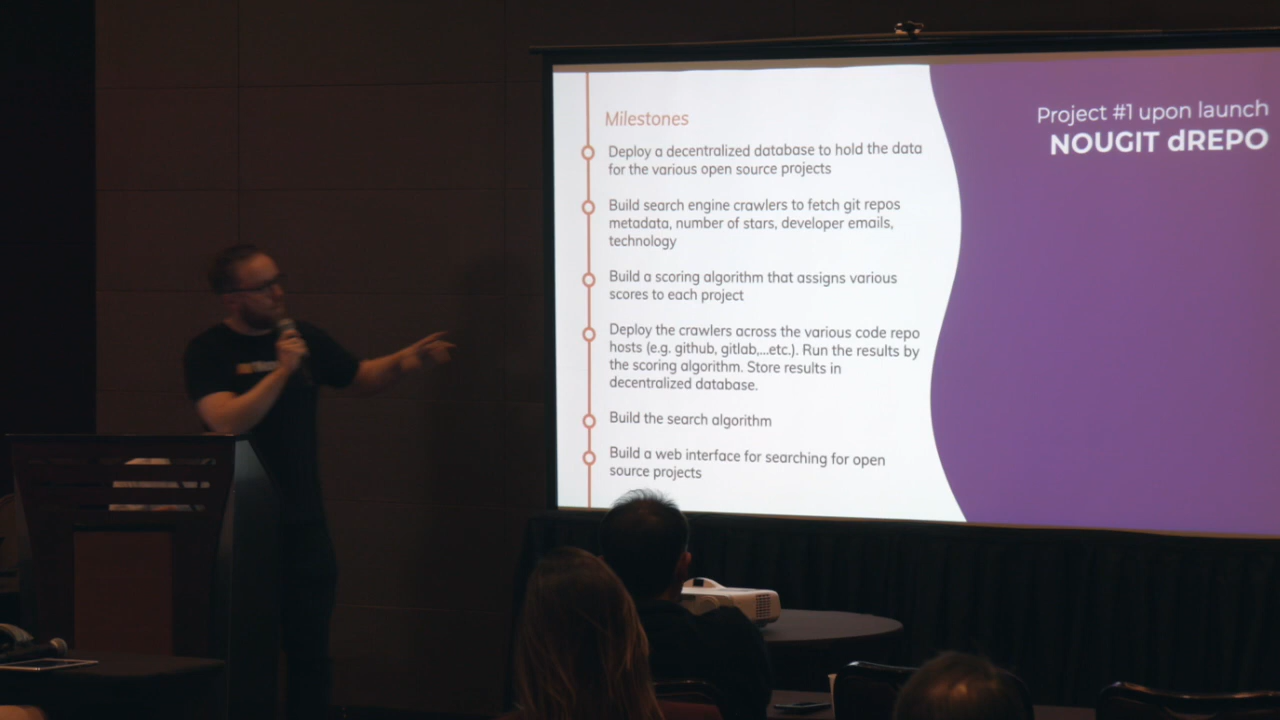 Project #1 upon launch
NOUGIT dREPO
Milestones
Deploy a decentralized database to hold the data
for the various open source projects
Build search engine crawlers to fetch git repos
metadata, number of stars, developer emails,
technology
Build a scoring algorithm that assigns various
scores to each project
Deploy the crawlers across the various code repo
hosts (e.g. github, gitlab,...etc.). Run the results by
the scoring algorithm. Store results in
decentralized database.
Build the search algorithm
Build a web interface for searching for open
source projects